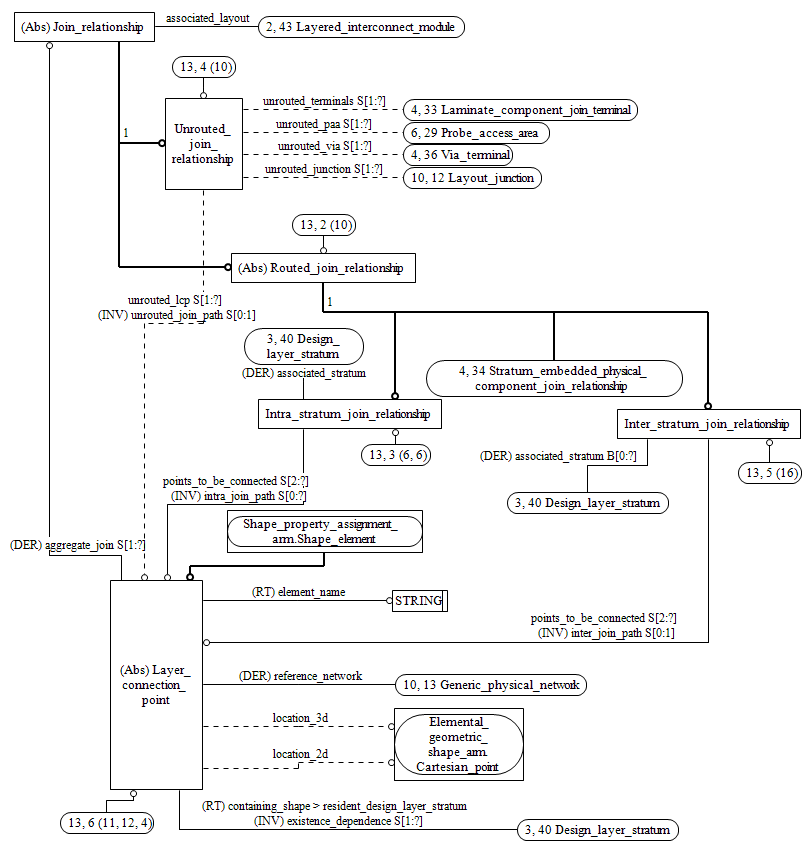 associated_layout
(Abs) Join_relationship
2, 43 Layered_interconnect_module
13, 4 (10)
unrouted_terminals S[1:?]
4, 33 Laminate_component_join_terminal
unrouted_paa S[1:?]
6, 29 Probe_access_area
1
Unrouted_
join_
relationship
unrouted_via S[1:?]
4, 36 Via_terminal
unrouted_junction S[1:?]
10, 12 Layout_junction
13, 2 (10)
(Abs) Routed_join_relationship
unrouted_lcp S[1:?]
(INV) unrouted_join_path S[0:1]
1
3, 40 Design_
layer_stratum
(DER) associated_stratum
4, 34 Stratum_embedded_physical_
component_join_relationship
Intra_stratum_join_relationship
Inter_stratum_join_relationship
13, 3 (6, 6)
(DER) associated_stratum B[0:?]
13, 5 (16)
points_to_be_connected S[2:?]
(INV) intra_join_path S[0:?]
3, 40 Design_layer_stratum
Shape_property_assignment_
arm.Shape_element
(DER) aggregate_join S[1:?]
(RT) element_name
STRING
points_to_be_connected S[2:?]
(INV) inter_join_path S[0:1]
(Abs) Layer_
connection_
point
(DER) reference_network
10, 13 Generic_physical_network
location_3d
location_2d
Elemental_
geometric_
shape_arm.
Cartesian_point
13, 6 (11, 12, 4)
(RT) containing_shape > resident_design_layer_stratum
(INV) existence_dependence S[1:?]
3, 40 Design_layer_stratum